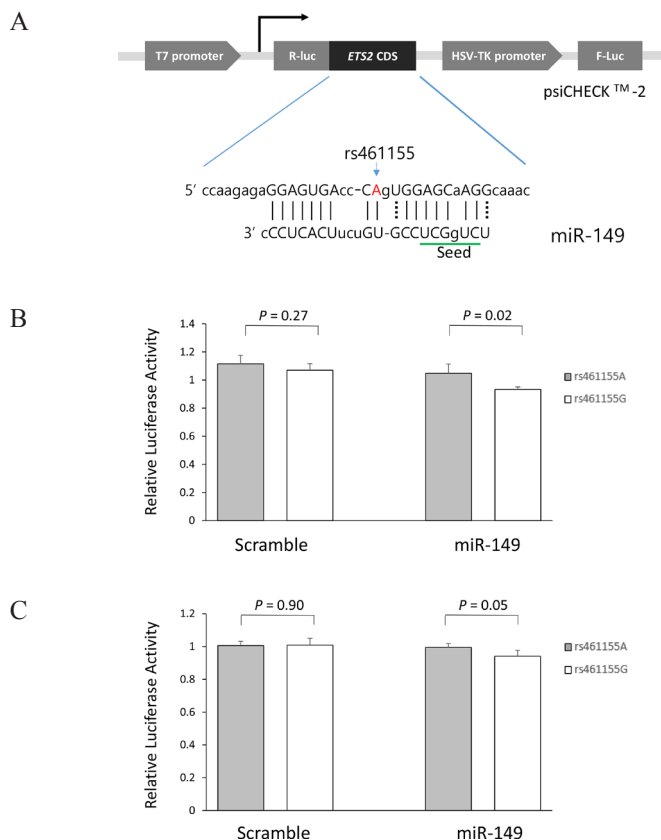 A
T7 promoter R-luc ETS2 CDS HSV-TK promoter F-Luc
psiCHECK™-2
rs461155
5' ccaagagaGGAGUGAcc-CAgUGGAGCaAGGcaaac
3' cCCUCACUucuGU-GCCUCGgUCU
miR-149
Seed
B
P = 0.27 P = 0.02
1.4
1.2
1
0.8
0.6
0.4
0.2
0
Relative Luciferase Activity
rs461155A
rs461155G
Scramble miR-149
C
P = 0.90 P = 0.05
1.2
1
0.8
0.6
0.4
0.2
0
Relative Luciferase Activity
rs461155A
rs461155G
Scramble miR-149